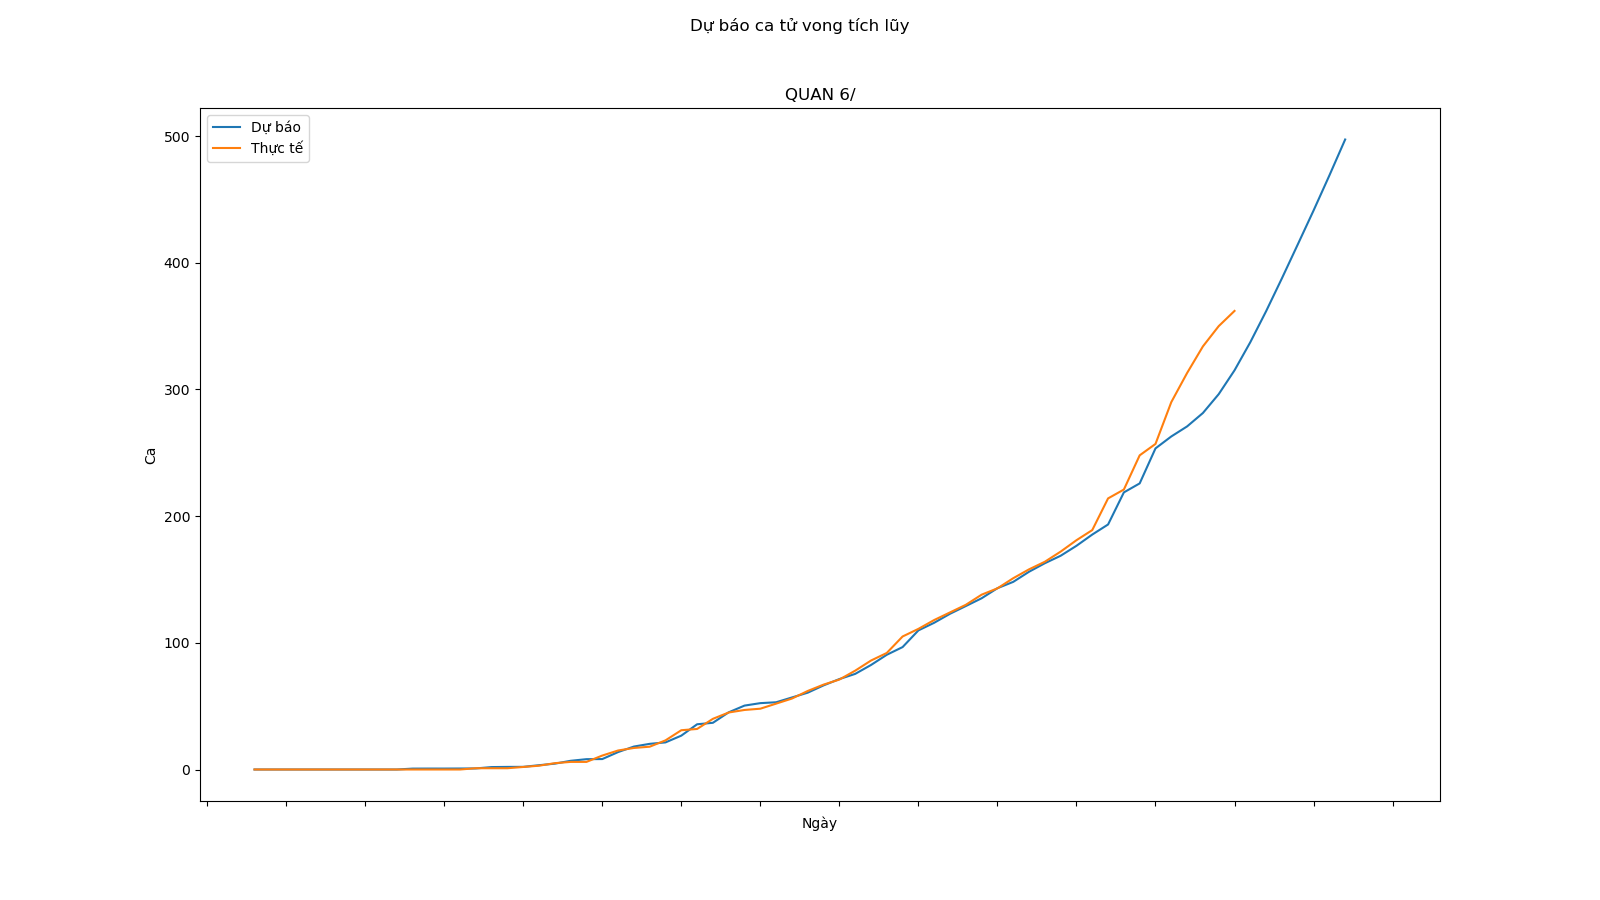 Dự báo ca tử vong tích lũy
QUAN 6/
Dự báo
Thực tế
500
400
300
200
100
0
Ca
Ngày